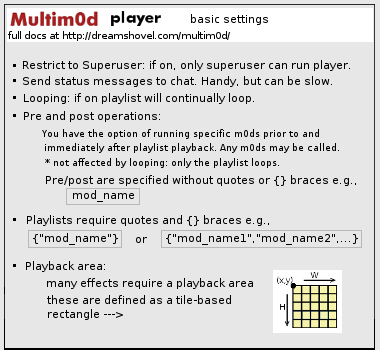 Multim0d player basic settings
full docs at http://dreamshovel.com/multim0d/
• Restrict to Superuser: if on, only superuser can run player.
• Send status messages to chat. Handy, but can be slow.
• Looping: if on playlist will continually loop.
• Pre and post operations:
You have the option of running specific m0ds prior to and
immediately after playlist playback. Any m0ds may be called.
* not affected by looping: only the playlist loops.
Pre/post are specified without quotes or {} braces e.g.,
mod_name
• Playlists require quotes and {} braces e.g.,
{"mod_name"} or {"mod_name1","mod_name2",...}
• Playback area:
many effects require a playback area
these are defined as a tile-based
rectangle --->
(x,y) W
H